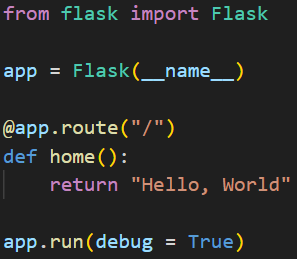 from flask import Flask
app = Flask(__name__)
@app.route("/")
def home():
    return "Hello, World"
app.run(debug = True)